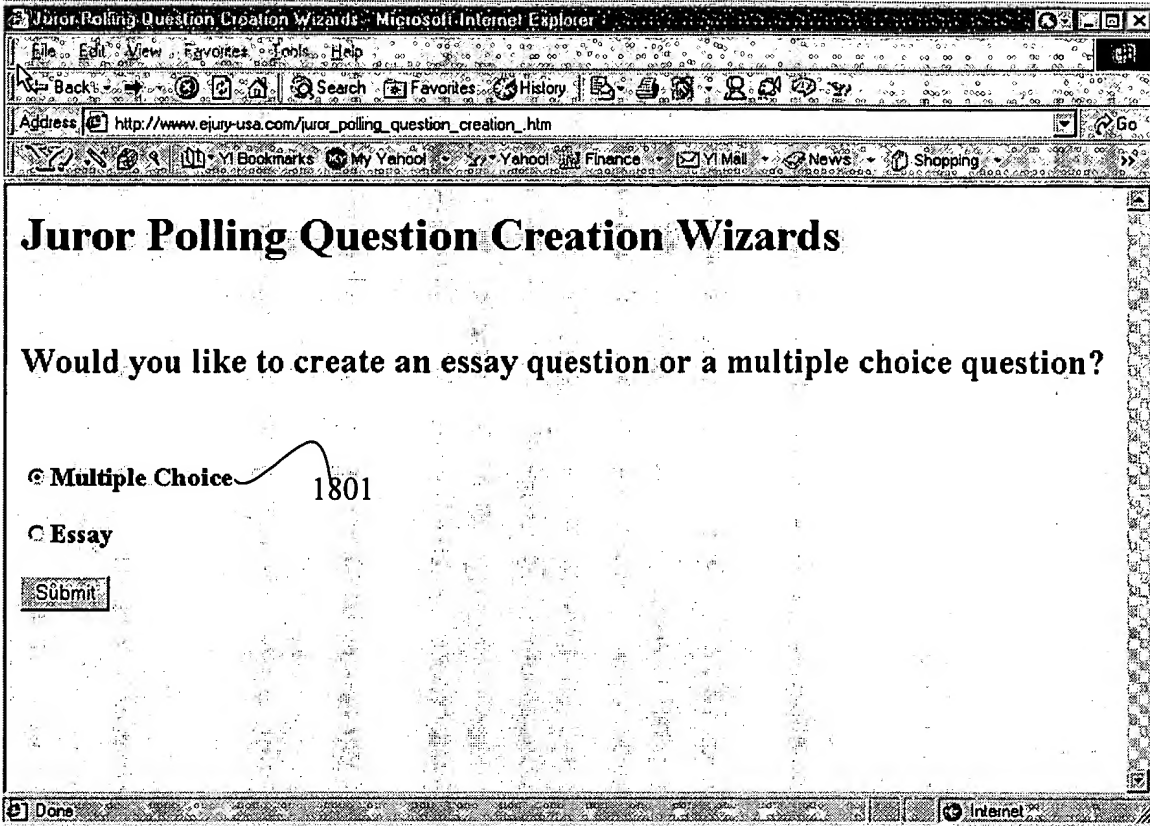 Juror Polling Question Creation Wizards - Microsoft Internet Explorer
File Edit View Favorites Tools Help
Back Search Favorites History
Address http://www.ejury-usa.com/juror_polling_question_creation_.htm Go
Y! Bookmarks My Yahoo! Yahoo! Finance Y! Mail News Shopping
Juror Polling Question Creation Wizards
Would you like to create an essay question or a multiple choice question?
Multiple Choice 1801
Essay
Submit
Done Internet